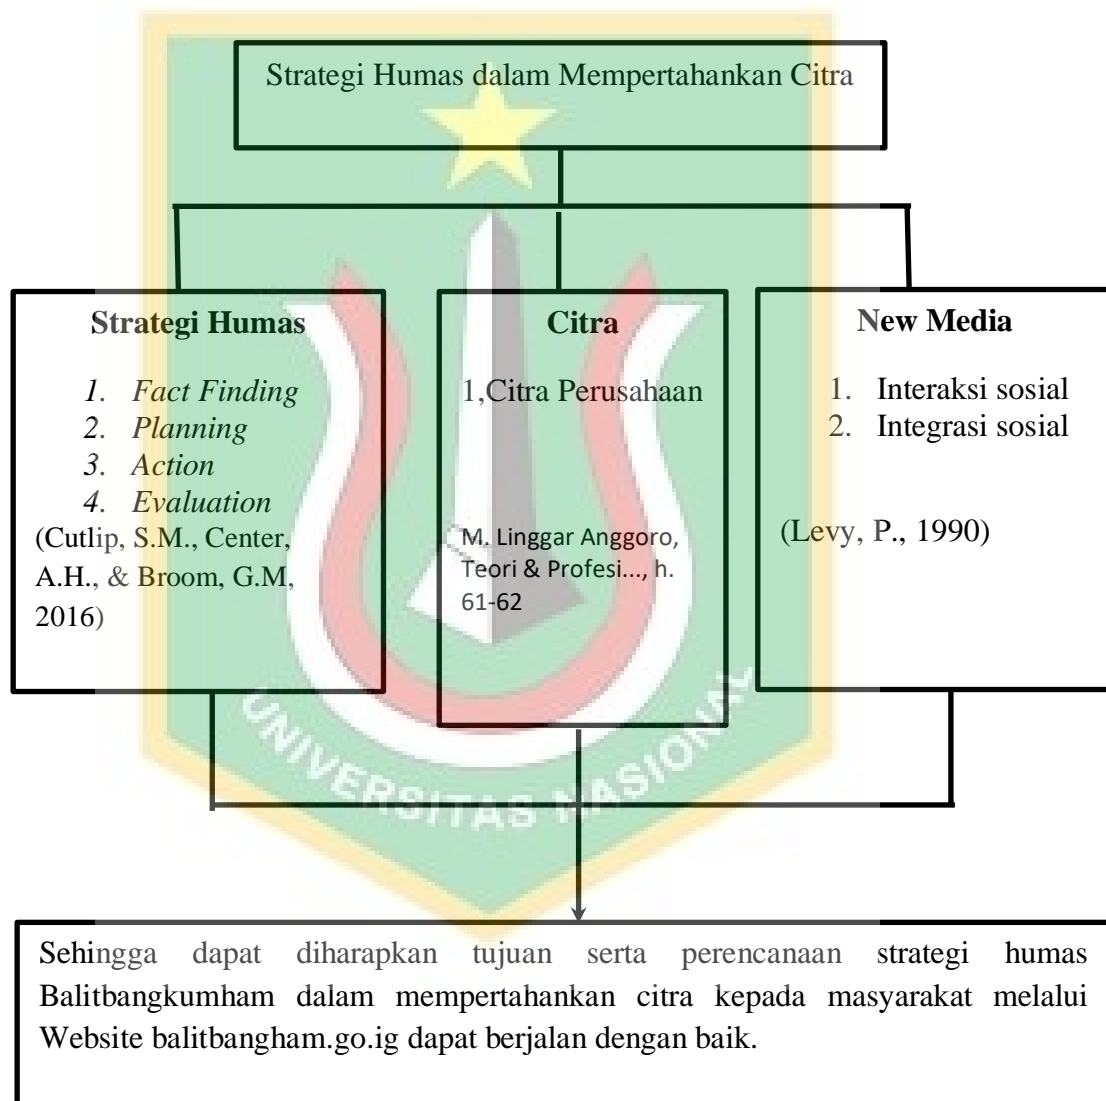 Strategi Humas dalam Mempertahankan Citra
Strategi Humas
1. Fact Finding
2. Planning
3. Action
4. Evaluation
(Cutlip, S.M., Center,
A.H., & Broom, G.M,
2016)
Citra
1,Citra Perusahaan
M. Linggar Anggoro,
Teori & Profesi..., h.
61-62
New Media
1. Interaksi sosial
2. Integrasi sosial
(Levy, P., 1990)
UNIVERSITAS NASIONAL
Sehingga dapat diharapkan tujuan serta perencanaan strategi humas
Balitbangkumham dalam mempertahankan citra kepada masyarakat melalui
Website balitbangham.go.ig dapat berjalan dengan baik.